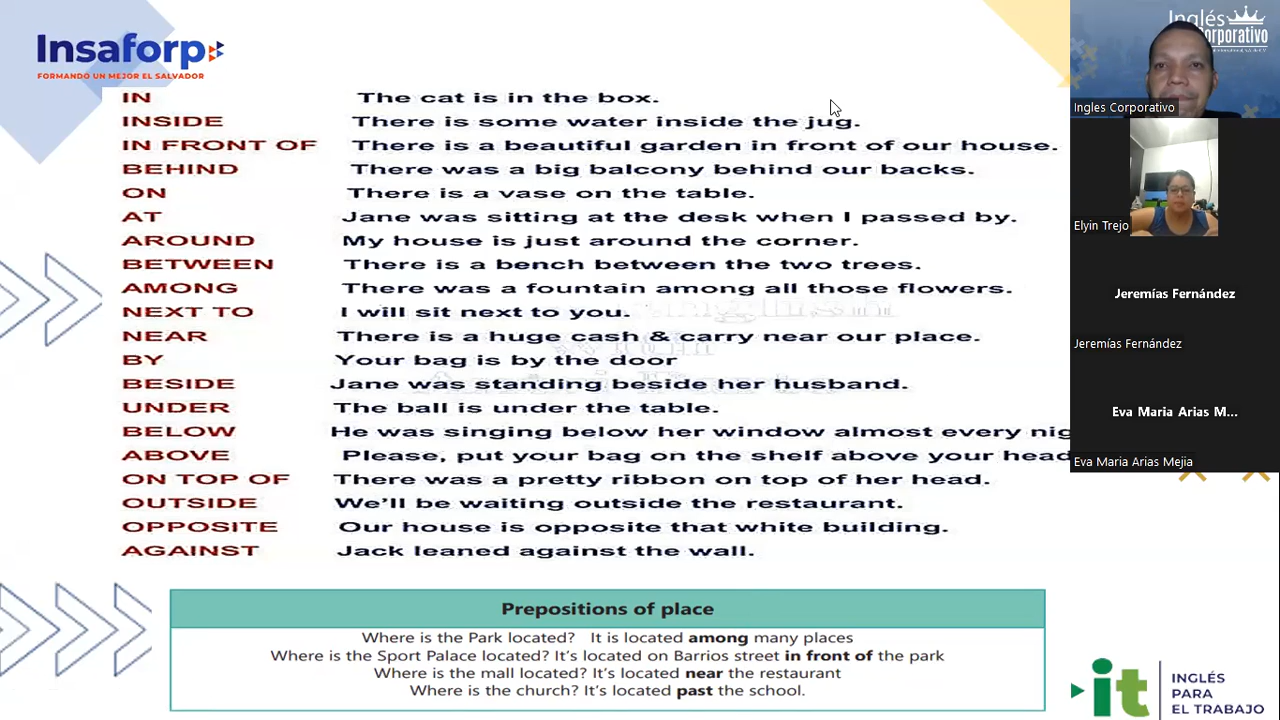 Insaforp
FORMANDO UN MEJOR EL SALVADOR
IN The cat is in the box.
INSIDE There is some water inside the jug.
IN FRONT OF There is a beautiful garden in front of our house.
BEHIND There was a big balcony behind our backs.
ON There is a vase on the table.
AT Jane was sitting at the desk when I passed by.
AROUND My house is just around the corner.
BETWEEN There is a bench between the two trees.
AMONG There was a fountain among all those flowers.
NEXT TO I will sit next to you.
NEAR There is a huge cash & carry near our place.
BY Your bag is by the door
BESIDE Jane was standing beside her husband.
UNDER The ball is under the table.
BELOW He was singing below her window almost every nig
ABOVE Please, put your bag on the shelf above your head
ON TOP OF There was a pretty ribbon on top of her head.
OUTSIDE We'll be waiting outside the restaurant.
OPPOSITE Our house is opposite that white building.
AGAINST Jack leaned against the wall.
Prepositions of place
Where is the Park located? It is located among many places
Where is the Sport Palace located? It's located on Barrios street in front of the park
Where is the mall located? It's located near the restaurant
Where is the church? It's located past the school.
Inglés
Corporativo
Ingles Corporativo
Elyin Trejo
Jeremías Fernández
Jeremías Fernández
Eva Maria Arias M...
Eva Maria Arias Mejia
it
INGLÉS
PARA
EL TRABAJO